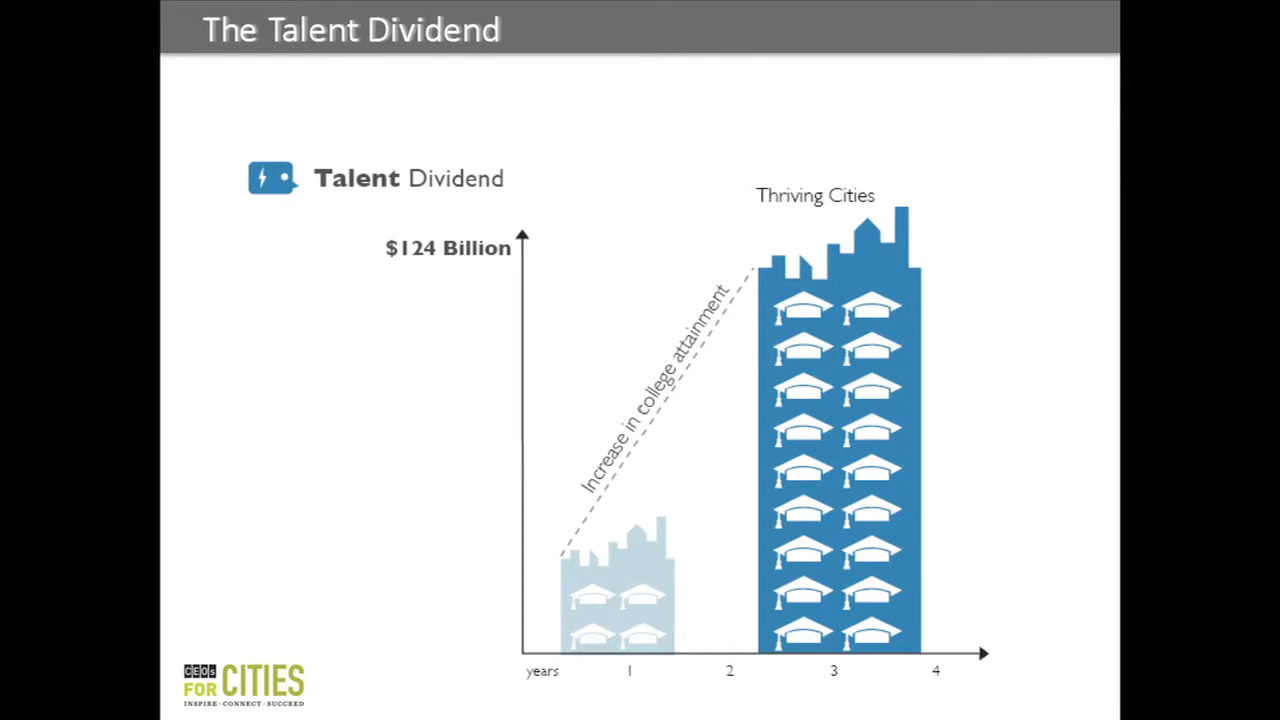 The Talent Dividend
Talent Dividend
Thriving Cities
$124 Billion
Increase in college attainment
years 1 2 3 4
CEOs
FOR CITIES
INSPIRE · CONNECT · SUCCEED